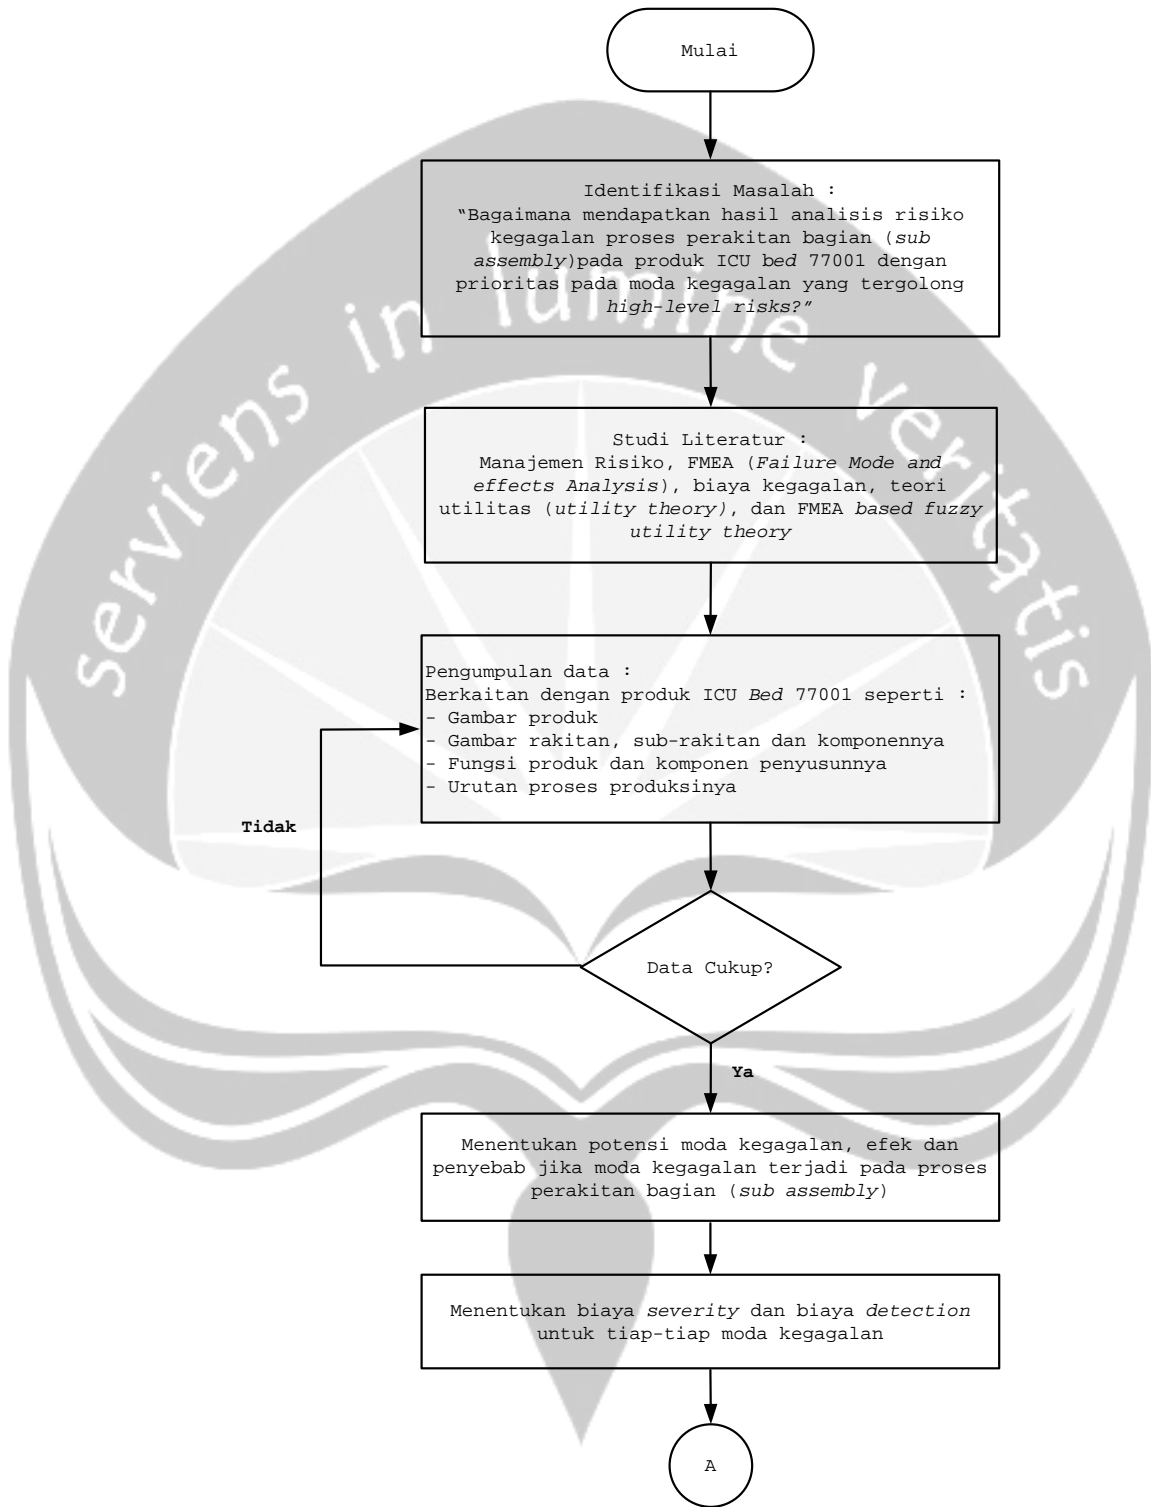 Mulai
Identifikasi Masalah :
“Bagaimana mendapatkan hasil analisis risiko
kegagalan proses perakitan bagian (sub
assembly)pada produk ICU bed 77001 dengan
prioritas pada moda kegagalan yang tergolong
high-level risks?”
serviens in lumine veritatis
Studi Literatur :
Manajemen Risiko, FMEA (Failure Mode and
effects Analysis), biaya kegagalan, teori
utilitas (utility theory), dan FMEA based fuzzy
utility theory
Pengumpulan data :
Berkaitan dengan produk ICU Bed 77001 seperti :
- Gambar produk
- Gambar rakitan, sub-rakitan dan komponennya
- Fungsi produk dan komponen penyusunnya
- Urutan proses produksinya
Tidak
Data Cukup?
Ya
Menentukan potensi moda kegagalan, efek dan
penyebab jika moda kegagalan terjadi pada proses
perakitan bagian (sub assembly)
Menentukan biaya severity dan biaya detection
untuk tiap-tiap moda kegagalan
A